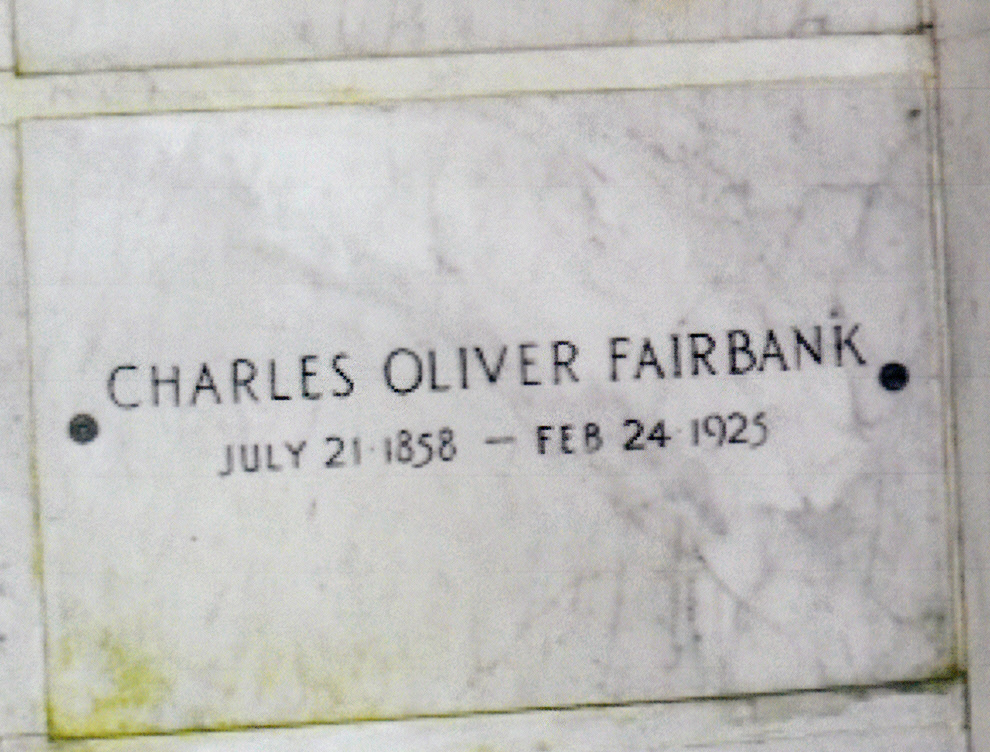 CHARLES OLIVER FAIRBANK
JULY 21·1858 — FEB 24·1925